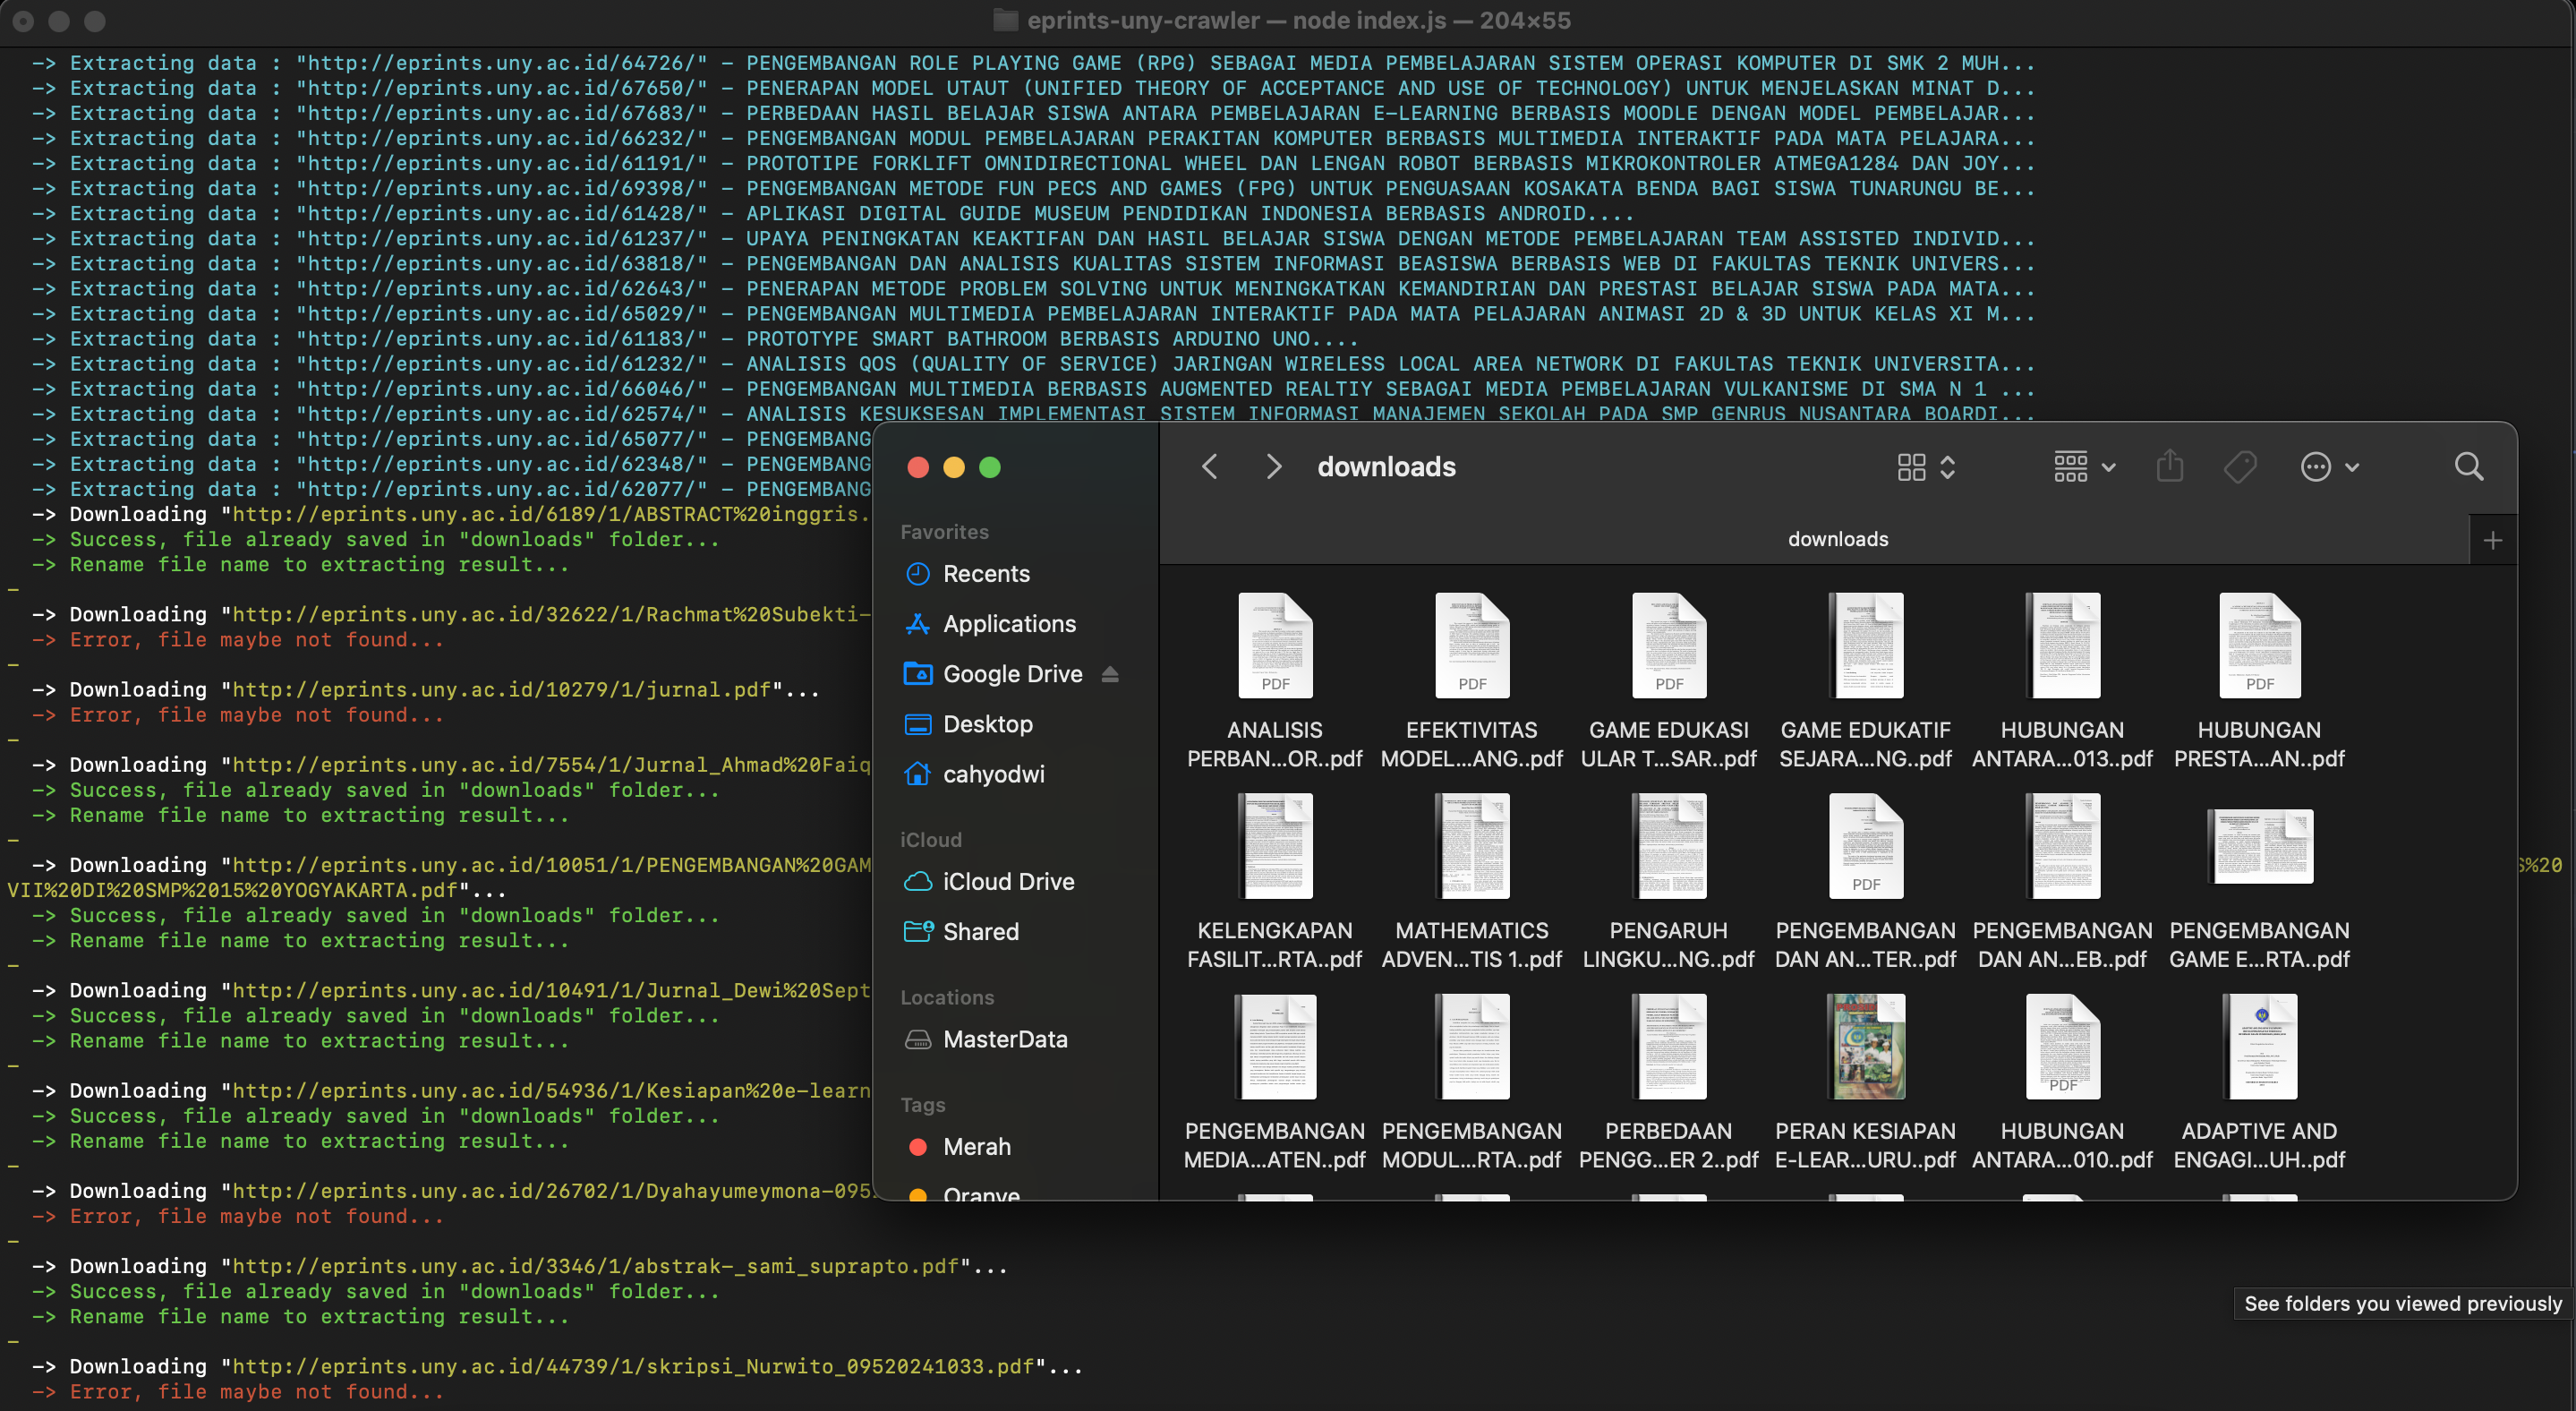 eprints-uny-crawler — node index.js — 204×55
-> Extracting data : "http://eprints.uny.ac.id/64726/" - PENGEMBANGAN ROLE PLAYING GAME (RPG) SEBAGAI MEDIA PEMBELAJARAN SISTEM OPERASI KOMPUTER DI SMK 2 MUH...
-> Extracting data : "http://eprints.uny.ac.id/67650/" - PENERAPAN MODEL UTAUT (UNIFIED THEORY OF ACCEPTANCE AND USE OF TECHNOLOGY) UNTUK MENJELASKAN MINAT D...
-> Extracting data : "http://eprints.uny.ac.id/67683/" - PERBEDAAN HASIL BELAJAR SISWA ANTARA PEMBELAJARAN E-LEARNING BERBASIS MOODLE DENGAN MODEL PEMBELAJAR...
-> Extracting data : "http://eprints.uny.ac.id/66232/" - PENGEMBANGAN MODUL PEMBELAJARAN PERAKITAN KOMPUTER BERBASIS MULTIMEDIA INTERAKTIF PADA MATA PELAJARA...
-> Extracting data : "http://eprints.uny.ac.id/61191/" - PROTOTIPE FORKLIFT OMNIDIRECTIONAL WHEEL DAN LENGAN ROBOT BERBASIS MIKROKONTROLER ATMEGA1284 DAN JOY...
-> Extracting data : "http://eprints.uny.ac.id/69398/" - PENGEMBANGAN METODE FUN PECS AND GAMES (FPG) UNTUK PENGUASAAN KOSAKATA BENDA BAGI SISWA TUNARUNGU BE...
-> Extracting data : "http://eprints.uny.ac.id/61428/" - APLIKASI DIGITAL GUIDE MUSEUM PENDIDIKAN INDONESIA BERBASIS ANDROID....
-> Extracting data : "http://eprints.uny.ac.id/61237/" - UPAYA PENINGKATAN KEAKTIFAN DAN HASIL BELAJAR SISWA DENGAN METODE PEMBELAJARAN TEAM ASSISTED INDIVID...
-> Extracting data : "http://eprints.uny.ac.id/63818/" - PENGEMBANGAN DAN ANALISIS KUALITAS SISTEM INFORMASI BEASISWA BERBASIS WEB DI FAKULTAS TEKNIK UNIVERS...
-> Extracting data : "http://eprints.uny.ac.id/62643/" - PENERAPAN METODE PROBLEM SOLVING UNTUK MENINGKATKAN KEMANDIRIAN DAN PRESTASI BELAJAR SISWA PADA MATA...
-> Extracting data : "http://eprints.uny.ac.id/65029/" - PENGEMBANGAN MULTIMEDIA PEMBELAJARAN INTERAKTIF PADA MATA PELAJARAN ANIMASI 2D & 3D UNTUK KELAS XI M...
-> Extracting data : "http://eprints.uny.ac.id/61183/" - PROTOTYPE SMART BATHROOM BERBASIS ARDUINO UNO....
-> Extracting data : "http://eprints.uny.ac.id/61232/" - ANALISIS QOS (QUALITY OF SERVICE) JARINGAN WIRELESS LOCAL AREA NETWORK DI FAKULTAS TEKNIK UNIVERSITA...
-> Extracting data : "http://eprints.uny.ac.id/66046/" - PENGEMBANGAN MULTIMEDIA BERBASIS AUGMENTED REALTIY SEBAGAI MEDIA PEMBELAJARAN VULKANISME DI SMA N 1 ...
-> Extracting data : "http://eprints.uny.ac.id/62574/" - ANALISIS KESUKSESAN IMPLEMENTASI SISTEM INFORMASI MANAJEMEN SEKOLAH PADA SMP GENRUS NUSANTARA BOARDI...
-> Extracting data : "http://eprints.uny.ac.id/65077/" - PENGEMBANG
-> Extracting data : "http://eprints.uny.ac.id/62348/" - PENGEMBANG
-> Extracting data : "http://eprints.uny.ac.id/62077/" - PENGEMBANG
-> Downloading "http://eprints.uny.ac.id/6189/1/ABSTRACT%20inggris.
-> Success, file already saved in "downloads" folder...
-> Rename file name to extracting result...
-
-> Downloading "http://eprints.uny.ac.id/32622/1/Rachmat%20Subekti-
-> Error, file maybe not found...
-
-> Downloading "http://eprints.uny.ac.id/10279/1/jurnal.pdf"...
-> Error, file maybe not found...
-
-> Downloading "http://eprints.uny.ac.id/7554/1/Jurnal_Ahmad%20Faiq
-> Success, file already saved in "downloads" folder...
-> Rename file name to extracting result...
-
-> Downloading "http://eprints.uny.ac.id/10051/1/PENGEMBANGAN%20GAM
S%20
VII%20DI%20SMP%2015%20YOGYAKARTA.pdf"...
-> Success, file already saved in "downloads" folder...
-> Rename file name to extracting result...
-
-> Downloading "http://eprints.uny.ac.id/10491/1/Jurnal_Dewi%20Sept
-> Success, file already saved in "downloads" folder...
-> Rename file name to extracting result...
-
-> Downloading "http://eprints.uny.ac.id/54936/1/Kesiapan%20e-learn
-> Success, file already saved in "downloads" folder...
-> Rename file name to extracting result...
-
-> Downloading "http://eprints.uny.ac.id/26702/1/Dyahayumeymona-095
-> Error, file maybe not found...
-
-> Downloading "http://eprints.uny.ac.id/3346/1/abstrak-_sami_suprapto.pdf"...
-> Success, file already saved in "downloads" folder...
-> Rename file name to extracting result...
-
-> Downloading "http://eprints.uny.ac.id/44739/1/skripsi_Nurwito_09520241033.pdf"...
-> Error, file maybe not found...
Favorites
Recents
Applications
Google Drive
Desktop
cahyodwi
iCloud
iCloud Drive
Shared
Locations
MasterData
Tags
Merah
Oranye
downloads
downloads
PDF PDF PDF PDF
ANALISIS EFEKTIVITAS GAME EDUKASI GAME EDUKATIF HUBUNGAN HUBUNGAN
PERBAN...OR..pdf MODEL...ANG..pdf ULAR T...SAR..pdf SEJARA...NG..pdf ANTARA...013..pdf PRESTA...AN..pdf
PDF
KELENGKAPAN MATHEMATICS PENGARUH PENGEMBANGAN PENGEMBANGAN PENGEMBANGAN
FASILIT...RTA..pdf ADVEN...TIS 1..pdf LINGKU...NG..pdf DAN AN...TER..pdf DAN AN...EB..pdf GAME E...RTA..pdf
PDF
PENGEMBANGAN PENGEMBANGAN PERBEDAAN PERAN KESIAPAN HUBUNGAN ADAPTIVE AND
MEDIA...ATEN..pdf MODUL...RTA..pdf PENGG...ER 2..pdf E-LEAR...URU..pdf ANTARA...010..pdf ENGAGI...UH..pdf
See folders you viewed previously